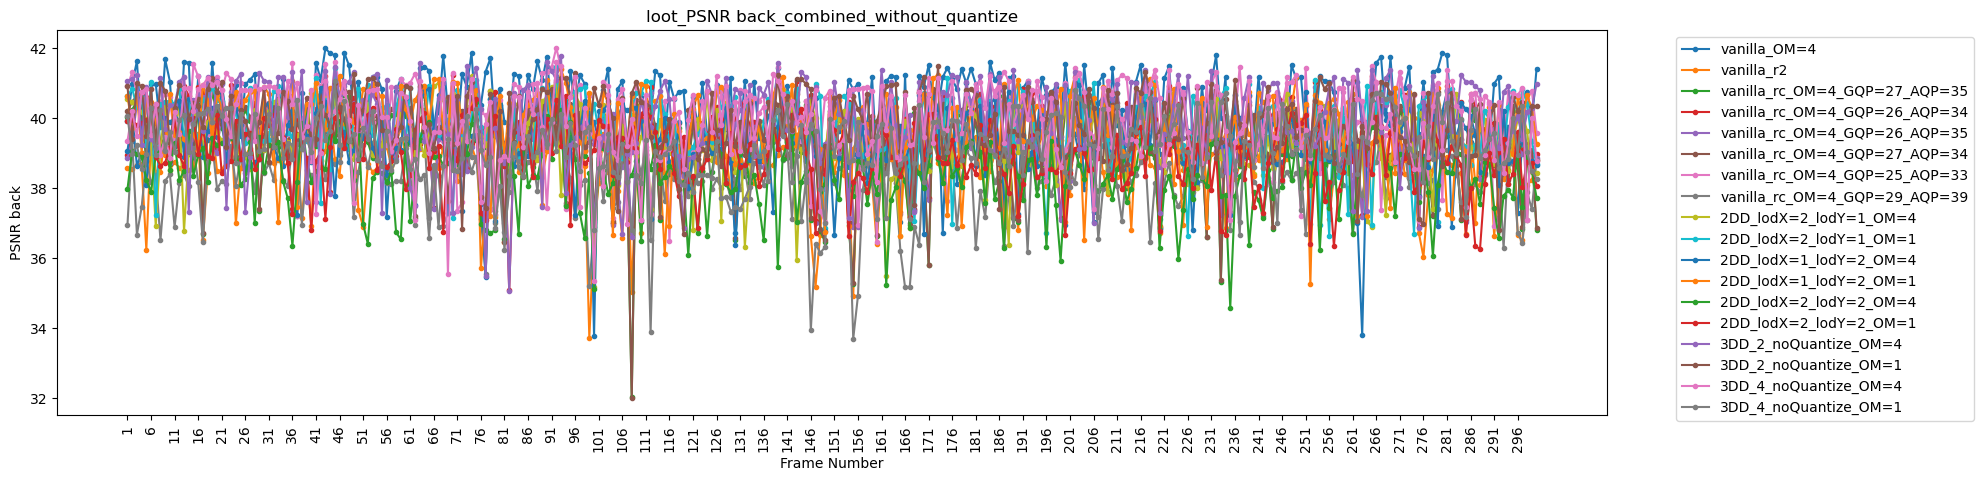 loot_PSNR back_combined_without_quantize
PSNR back
42
40
38
36
34
32
1 6 11 16 21 26 31 36 41 46 51 56 61 66 71 76 81 86 91 96 101 106 111 116 121 126 131 136 141 146 151 156 161 166 171 176 181 186 191 196 201 206 211 216 221 226 231 236 241 246 251 256 261 266 271 276 281 286 291 296
Frame Number
vanilla_OM=4
vanilla_r2
vanilla_rc_OM=4_GQP=27_AQP=35
vanilla_rc_OM=4_GQP=26_AQP=34
vanilla_rc_OM=4_GQP=26_AQP=35
vanilla_rc_OM=4_GQP=27_AQP=34
vanilla_rc_OM=4_GQP=25_AQP=33
vanilla_rc_OM=4_GQP=29_AQP=39
2DD_lodX=2_lodY=1_OM=4
2DD_lodX=2_lodY=1_OM=1
2DD_lodX=1_lodY=2_OM=4
2DD_lodX=1_lodY=2_OM=1
2DD_lodX=2_lodY=2_OM=4
2DD_lodX=2_lodY=2_OM=1
3DD_2_noQuantize_OM=4
3DD_2_noQuantize_OM=1
3DD_4_noQuantize_OM=4
3DD_4_noQuantize_OM=1